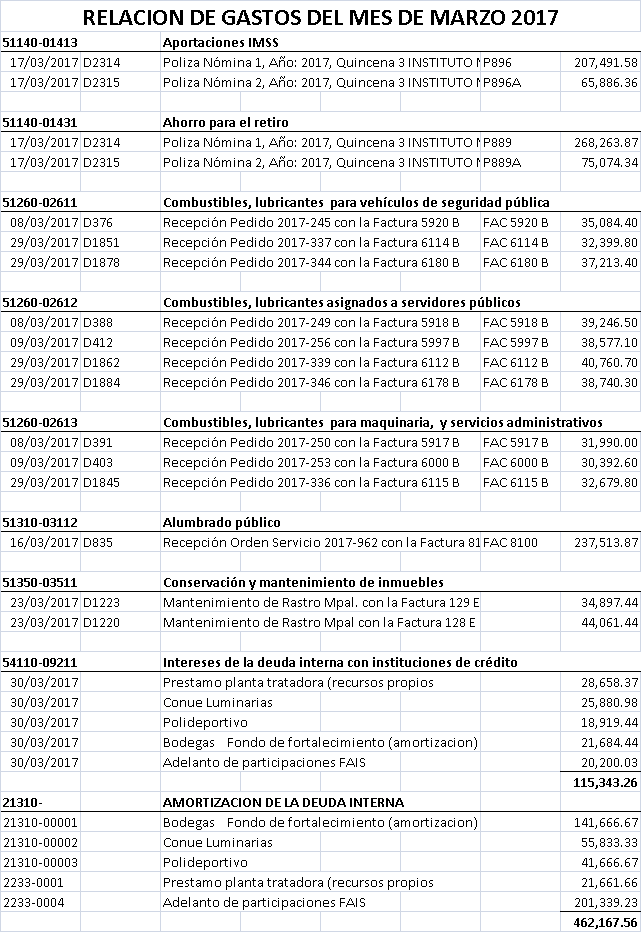 RELACION DE GASTOS DEL MES DE MARZO 2017
51140-01413 Aportaciones IMSS
17/03/2017 D2314 Poliza Nómina 1, Año: 2017, Quincena 3 INSTITUTO P896 207,491.58
17/03/2017 D2315 Poliza Nómina 2, Año: 2017, Quincena 3 INSTITUTO P896A 65,886.36
51140-01431 Ahorro para el retiro
17/03/2017 D2314 Poliza Nómina 1, Año: 2017, Quincena 3 INSTITUTO P889 268,263.87
17/03/2017 D2315 Poliza Nómina 2, Año: 2017, Quincena 3 INSTITUTO P889A 75,074.34
51260-02611 Combustibles, lubricantes para vehículos de seguridad pública
08/03/2017 D376 Recepción Pedido 2017-245 con la Factura 5920 B FAC 5920 B 35,084.40
29/03/2017 D1851 Recepción Pedido 2017-337 con la Factura 6114 B FAC 6114 B 32,399.80
29/03/2017 D1878 Recepción Pedido 2017-344 con la Factura 6180 B FAC 6180 B 37,213.40
51260-02612 Combustibles, lubricantes asignados a servidores públicos
08/03/2017 D388 Recepción Pedido 2017-249 con la Factura 5918 B FAC 5918 B 39,246.50
09/03/2017 D412 Recepción Pedido 2017-256 con la Factura 5997 B FAC 5997 B 38,577.10
29/03/2017 D1862 Recepción Pedido 2017-339 con la Factura 6112 B FAC 6112 B 40,760.70
29/03/2017 D1884 Recepción Pedido 2017-346 con la Factura 6178 B FAC 6178 B 38,740.30
51260-02613 Combustibles, lubricantes para maquinaria, y servicios administrativos
08/03/2017 D391 Recepción Pedido 2017-250 con la Factura 5917 B FAC 5917 B 31,990.00
09/03/2017 D403 Recepción Pedido 2017-253 con la Factura 6000 B FAC 6000 B 30,392.60
29/03/2017 D1845 Recepción Pedido 2017-336 con la Factura 6115 B FAC 6115 B 32,679.80
51310-03112 Alumbrado público
16/03/2017 D835 Recepción Orden Servicio 2017-962 con la Factura 81 FAC 8100 237,513.87
51350-03511 Conservación y mantenimiento de inmuebles
23/03/2017 D1223 Mantenimiento de Rastro Mpal. con la Factura 129 E 34,897.44
23/03/2017 D1220 Mantenimiento de Rastro Mpal con la Factura 128 E 44,061.44
54110-09211 Intereses de la deuda interna con instituciones de crédito
30/03/2017 Prestamo planta tratadora (recursos propios 28,658.37
30/03/2017 Conue Luminarias 25,880.98
30/03/2017 Polideportivo 18,919.44
30/03/2017 Bodegas Fondo de fortalecimiento (amortizacion) 21,684.44
30/03/2017 Adelanto de participaciones FAIS 20,200.03
115,343.26
21310- AMORTIZACION DE LA DEUDA INTERNA
21310-00001 Bodegas Fondo de fortalecimiento (amortizacion) 141,666.67
21310-00002 Conue Luminarias 55,833.33
21310-00003 Polideportivo 41,666.67
2233-0001 Prestamo planta tratadora (recursos propios 21,661.66
2233-0004 Adelanto de participaciones FAIS 201,339.23
462,167.56